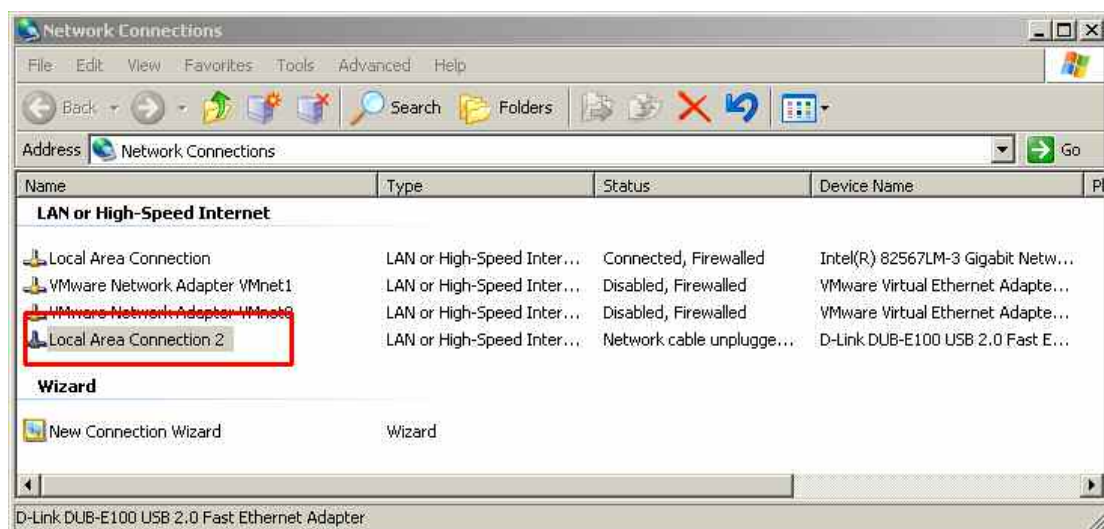 Network Connections
File Edit View Favorites Tools Advanced Help
Back Search Folders
Address Network Connections Go
Name Type Status Device Name Pl
LAN or High-Speed Internet
Local Area Connection LAN or High-Speed Inter... Connected, Firewalled Intel(R) 82567LM-3 Gigabit Netw...
VMware Network Adapter VMnet1 LAN or High-Speed Inter... Disabled, Firewalled VMware Virtual Ethernet Adapte...
VMware Network Adapter LAN or High-Speed Inter... Disabled, Firewalled VMware Virtual Ethernet Adapte...
Local Area Connection 2 LAN or High-Speed Inter... Network cable unplugge... D-Link DUB-E100 USB 2.0 Fast E...
Wizard
New Connection Wizard Wizard
D-Link DUB-E100 USB 2.0 Fast Ethernet Adapter